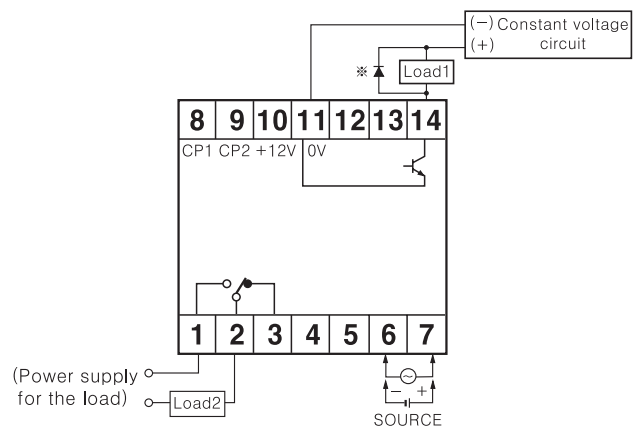 (−) Constant voltage
(+) circuit
※ Load1
8 9 10 11 12 13 14
CP1 CP2 +12V 0V
1 2 3 4 5 6 7
(Power supply
for the load)
Load2
− +
SOURCE